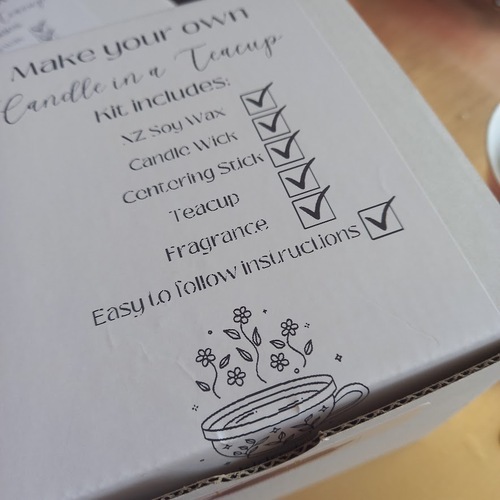 Make your own
Candle in a Teacup
Kit includes:
NZ Soy Wax
Candle Wick
Centering Stick
Teacup
Fragrance
Easy to follow instructions